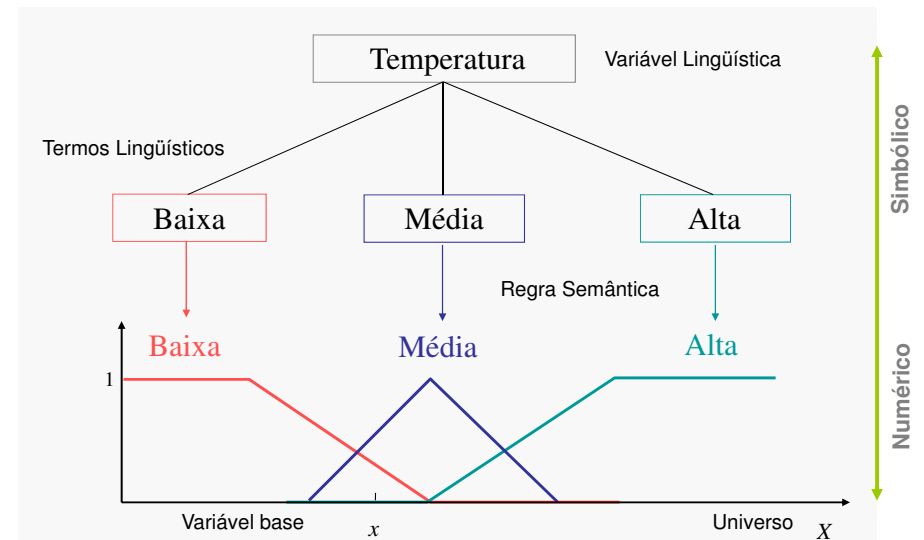 Temperatura
Variável Lingüística
Termos Lingüísticos
Baixa
Média
Alta
Regra Semântica
Baixa
Média
Alta
1
Variável base
x
Universo
X
Simbólico
Numérico